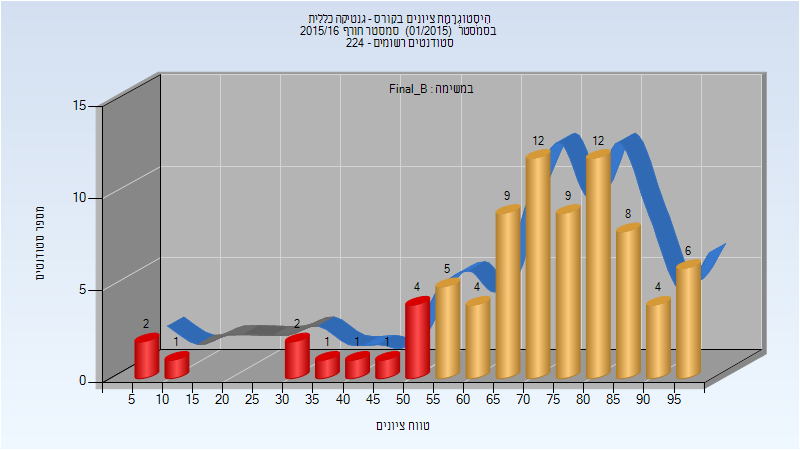 היסטוגרמת ציונים בקורס - גנטיקה כללית
בסמסטר (01/2015) סמסטר חורף 2015/16
סטודנטים רשומים - 224
במשימה : Final_B
מספר סטודנטים
15
10
5
0
2 1 2 1 1 1 4 5 4 9 12 9 12 8 4 6
5 10 15 20 25 30 35 40 45 50 55 60 65 70 75 80 85 90 95
טווח ציונים